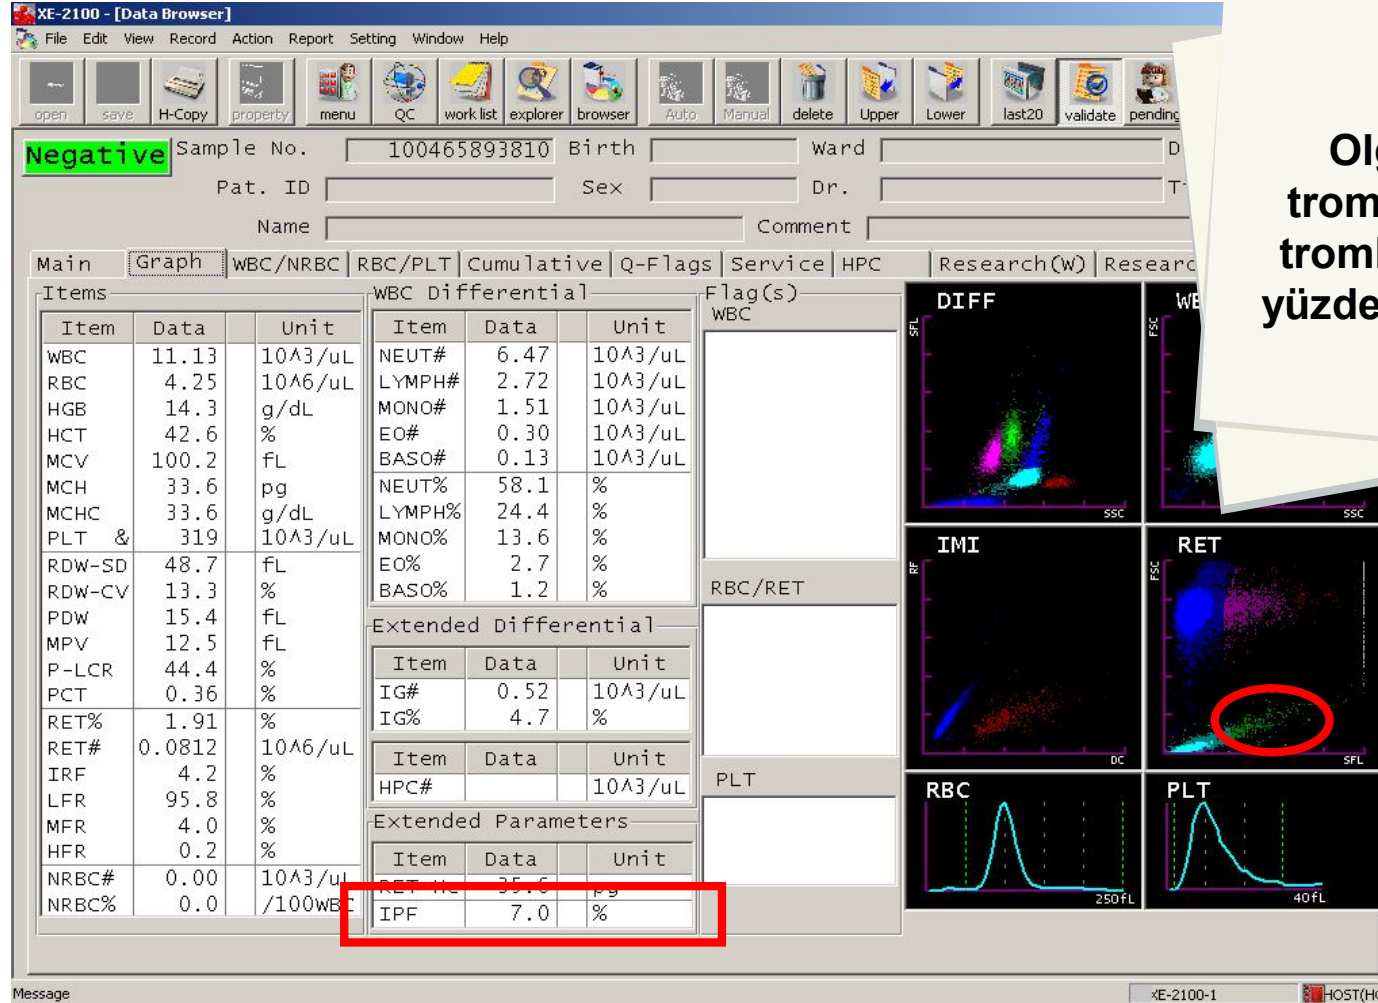 XE-2100 - [Data Browser]
File Edit View Record Action Report Setting Window Help
open save H-Copy property menu QC work list explorer browser Auto Manual delete Upper Lower last20 validate pending
Negative Sample No. 100465893810 Birth Ward
Pat. ID Sex Dr.
Name Comment
Main Graph WBC/NRBC RBC/PLT Cumulative Q-Flags Service HPC Research(W)
Items
Item Data Unit
WBC 11.13 10^3/uL
RBC 4.25 10^6/uL
HGB 14.3 g/dL
HCT 42.6 %
MCV 100.2 fL
MCH 33.6 pg
MCHC 33.6 g/dL
PLT & 319 10^3/uL
RDW-SD 48.7 fL
RDW-CV 13.3 %
PDW 15.4 fL
MPV 12.5 fL
P-LCR 44.4 %
PCT 0.36 %
RET% 1.91 %
RET# 0.0812 10^6/uL
IRF 4.2 %
LFR 95.8 %
MFR 4.0 %
HFR 0.2 %
NRBC# 0.00 10^3/uL
NRBC% 0.0 /100WBC
WBC Differential
Item Data Unit
NEUT# 6.47 10^3/uL
LYMPH# 2.72 10^3/uL
MONO# 1.51 10^3/uL
EO# 0.30 10^3/uL
BASO# 0.13 10^3/uL
NEUT% 58.1 %
LYMPH% 24.4 %
MONO% 13.6 %
EO% 2.7 %
BASO% 1.2 %
Extended Differential
Item Data Unit
IG# 0.52 10^3/uL
IG% 4.7 %
Item Data Unit
HPC# 10^3/uL
Extended Parameters
Item Data Unit
RET-He 35.6 pg
IPF 7.0 %
Flag(s)
WBC
RBC/RET
PLT
DIFF
SFL
SSC
FSC
SSC
IMI
RF
DC
RET
FSC
SFL
RBC
250fL
PLT
40fL
Message
XE-2100-1